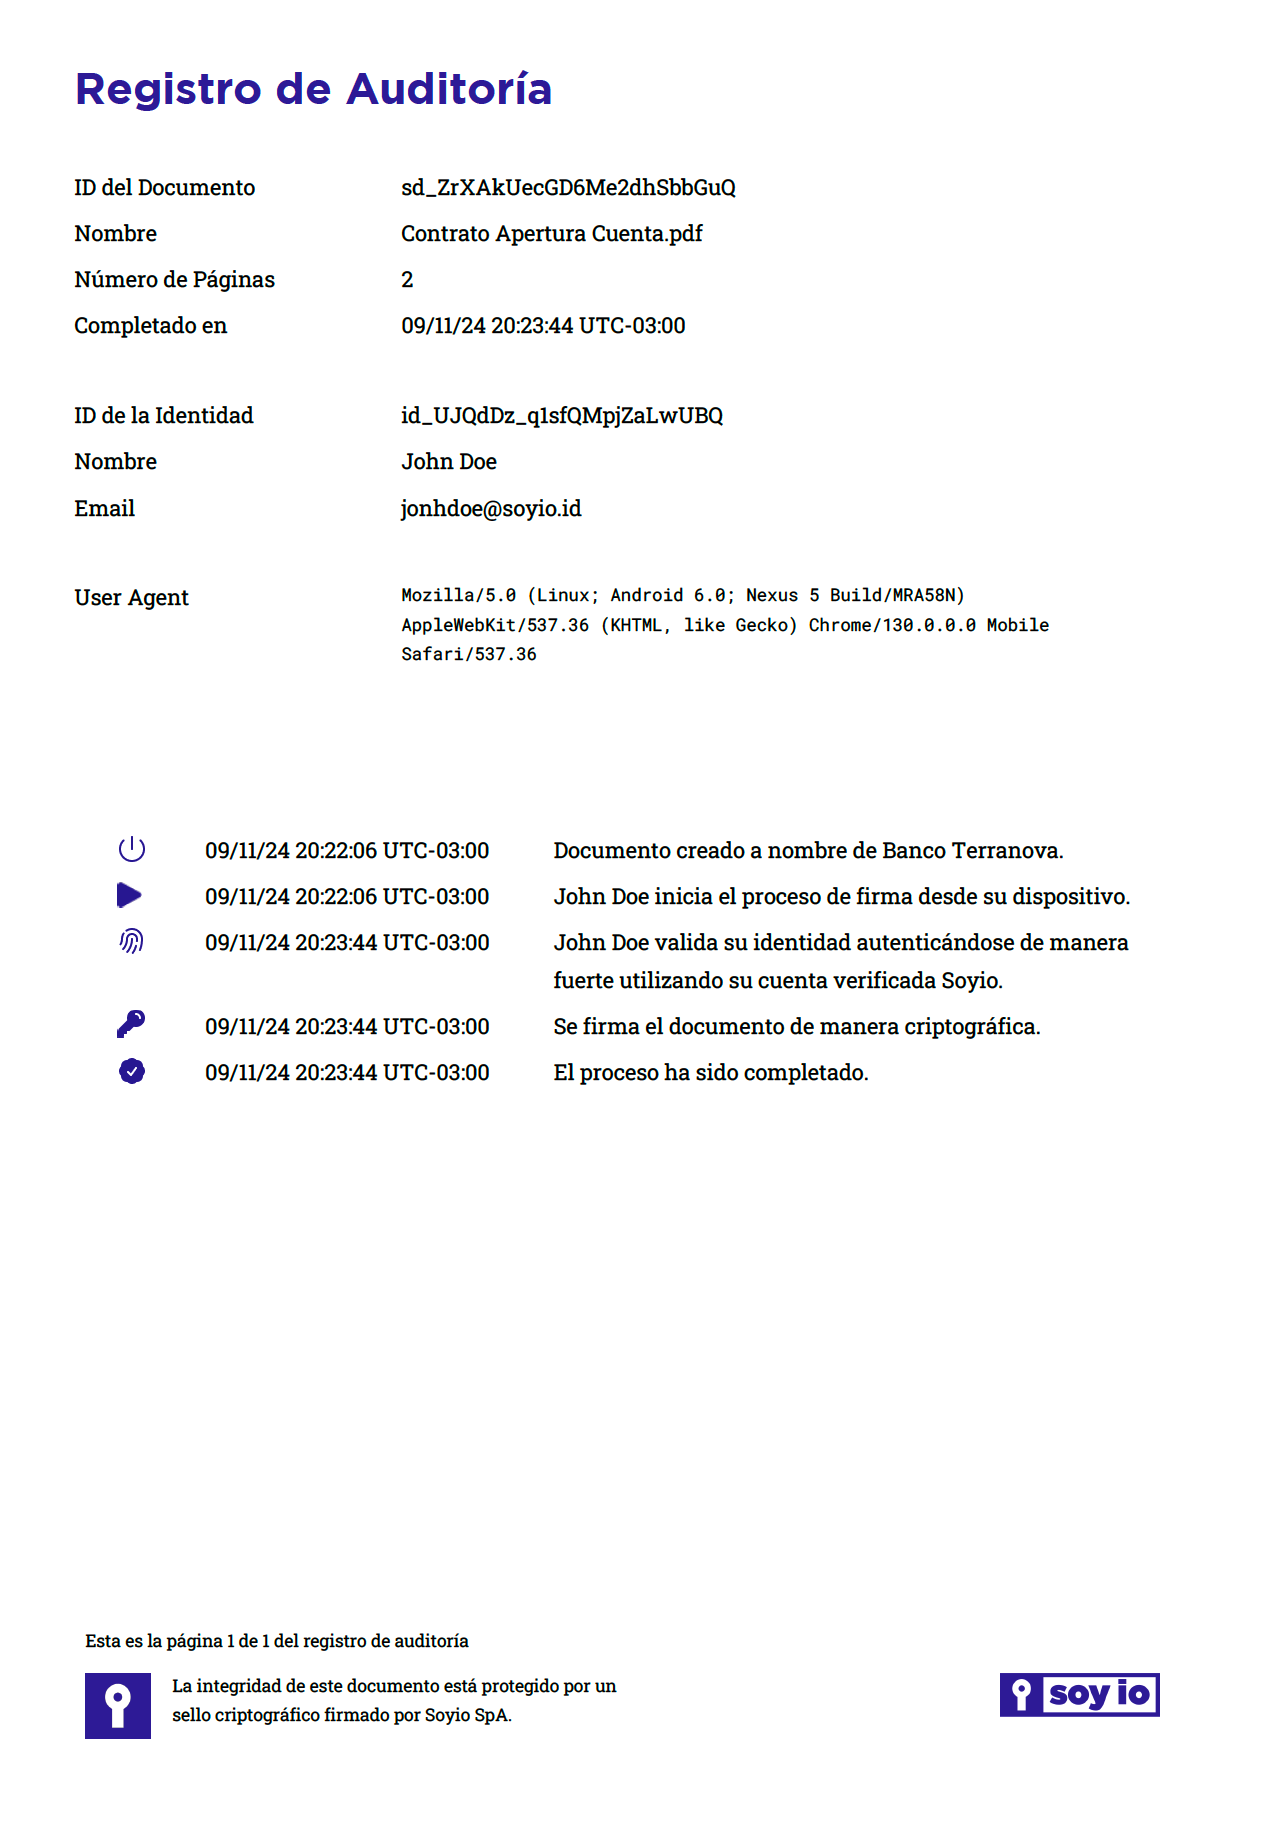 Registro de Auditoría
ID del Documento sd_ZrXAkUecGD6Me2dhSbbGuQ
Nombre Contrato Apertura Cuenta.pdf
Número de Páginas 2
Completado en 09/11/24 20:23:44 UTC-03:00
ID de la Identidad id_UJQdDz_q1sfQMpjZaLwUBQ
Nombre John Doe
Email jonhdoe@soyio.id
User Agent Mozilla/5.0 (Linux; Android 6.0; Nexus 5 Build/MRA58N)
AppleWebKit/537.36 (KHTML, like Gecko) Chrome/130.0.0.0 Mobile
Safari/537.36
09/11/24 20:22:06 UTC-03:00 Documento creado a nombre de Banco Terranova.
09/11/24 20:22:06 UTC-03:00 John Doe inicia el proceso de firma desde su dispositivo.
09/11/24 20:23:44 UTC-03:00 John Doe valida su identidad autenticándose de manera
fuerte utilizando su cuenta verificada Soyio.
09/11/24 20:23:44 UTC-03:00 Se firma el documento de manera criptográfica.
09/11/24 20:23:44 UTC-03:00 El proceso ha sido completado.
Esta es la página 1 de 1 del registro de auditoría
La integridad de este documento está protegido por un
sello criptográfico firmado por Soyio SpA.
soy io